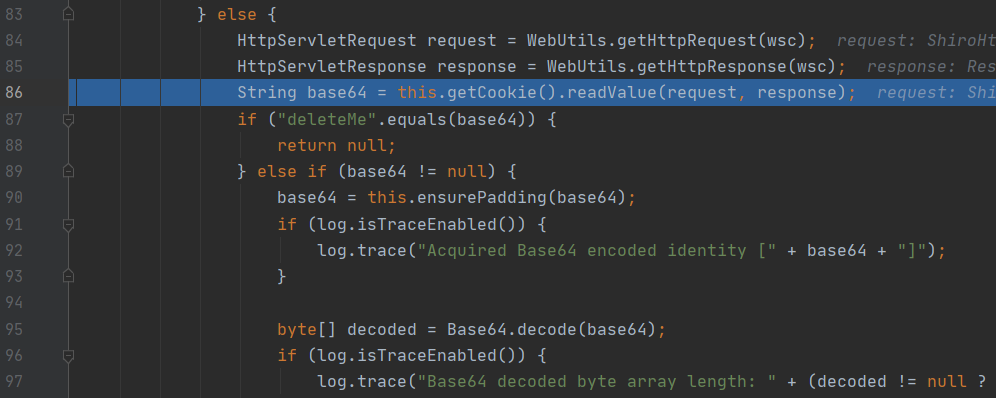 83 } else {
84 HttpServletRequest request = WebUtils.getHttpRequest(wsc); request: ShiroHt
85 HttpServletResponse response = WebUtils.getHttpResponse(wsc); response: Res
86 String base64 = this.getCookie().readValue(request, response); request: Shi
87 if ("deleteMe".equals(base64)) {
88 return null;
89 } else if (base64 != null) {
90 base64 = this.ensurePadding(base64);
91 if (log.isTraceEnabled()) {
92 log.trace("Acquired Base64 encoded identity [" + base64 + "]");
93 }
94
95 byte[] decoded = Base64.decode(base64);
96 if (log.isTraceEnabled()) {
97 log.trace("Base64 decoded byte array length: " + (decoded != null ?